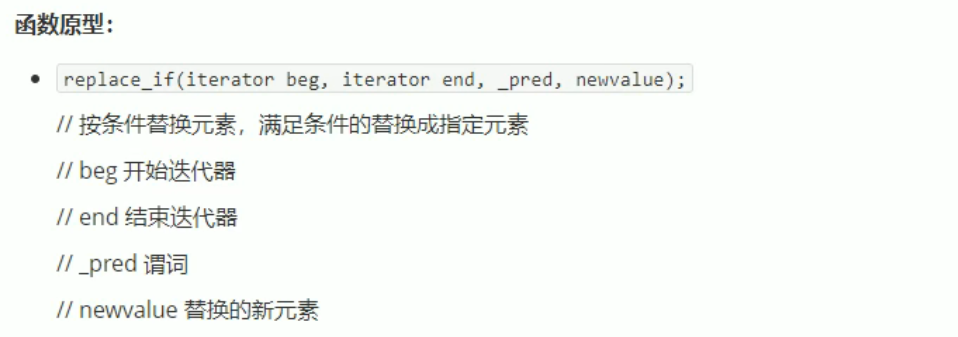 函数原型：
replace_if(iterator beg, iterator end, _pred, newvalue);
// 按条件替换元素，满足条件的替换成指定元素
// beg 开始迭代器
// end 结束迭代器
// _pred 谓词
// newvalue 替换的新元素